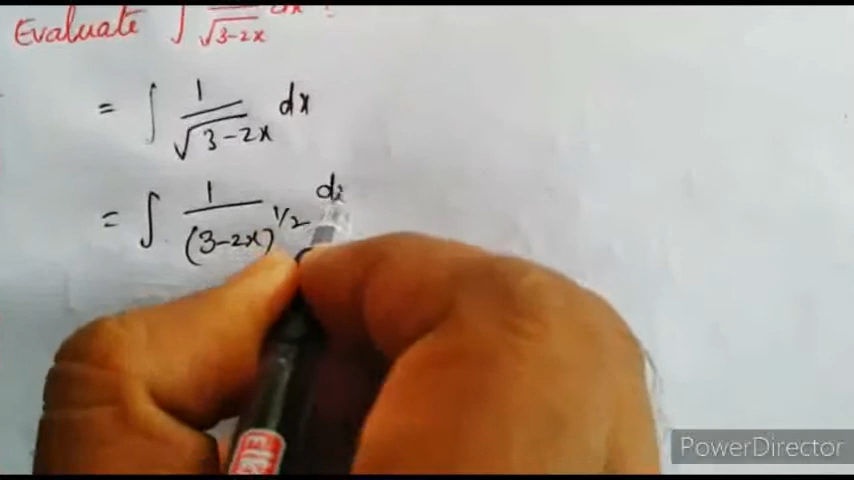 Evaluate ∫ 1/√(3-2x) dx ?
= ∫ 1/√(3-2x) dx
= ∫ 1/(3-2x)^1/2 d
PowerDirector